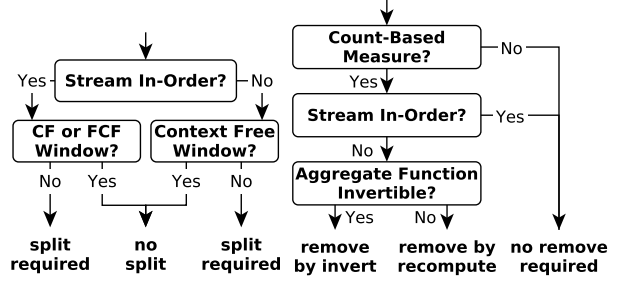 Stream In-Order?
Yes
No
CF or FCF
Window?
Context Free
Window?
No
Yes
Yes
No
split
required
no
split
split
required
Count-Based
Measure?
No
Yes
Stream In-Order?
Yes
No
Aggregate Function
Invertible?
Yes
No
remove
by invert
remove by
recompute
no remove
required